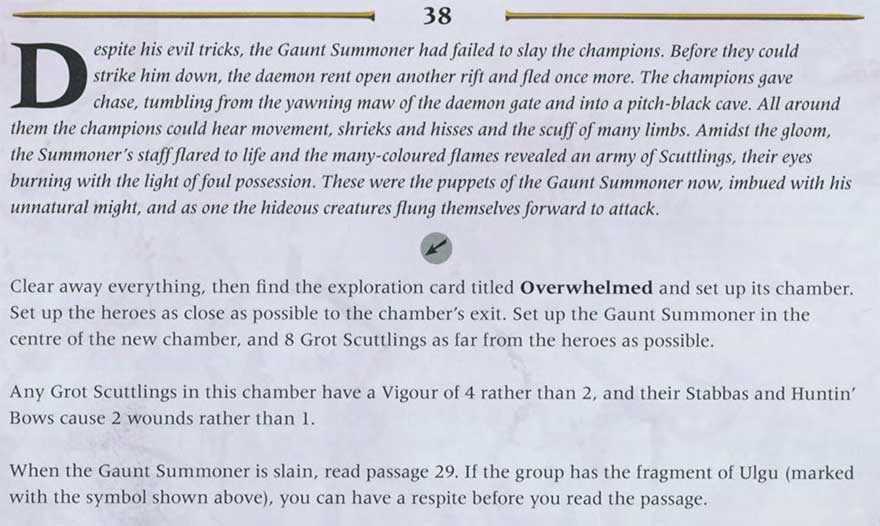 38
Despite his evil tricks, the Gaunt Summoner had failed to slay the champions. Before they could
strike him down, the daemon rent open another rift and fled once more. The champions gave
chase, tumbling from the yawning maw of the daemon gate and into a pitch-black cave. All around
them the champions could hear movement, shrieks and hisses and the scuff of many limbs. Amidst the gloom,
the Summoner's staff flared to life and the many-coloured flames revealed an army of Scuttlings, their eyes
burning with the light of foul possession. These were the puppets of the Gaunt Summoner now, imbued with his
unnatural might, and as one the hideous creatures flung themselves forward to attack.
Clear away everything, then find the exploration card titled Overwhelmed and set up its chamber.
Set up the heroes as close as possible to the chamber's exit. Set up the Gaunt Summoner in the
centre of the new chamber, and 8 Grot Scuttlings as far from the heroes as possible.
Any Grot Scuttlings in this chamber have a Vigour of 4 rather than 2, and their Stabbas and Huntin'
Bows cause 2 wounds rather than 1.
When the Gaunt Summoner is slain, read passage 29. If the group has the fragment of Ulgu (marked
with the symbol shown above), you can have a respite before you read the passage.